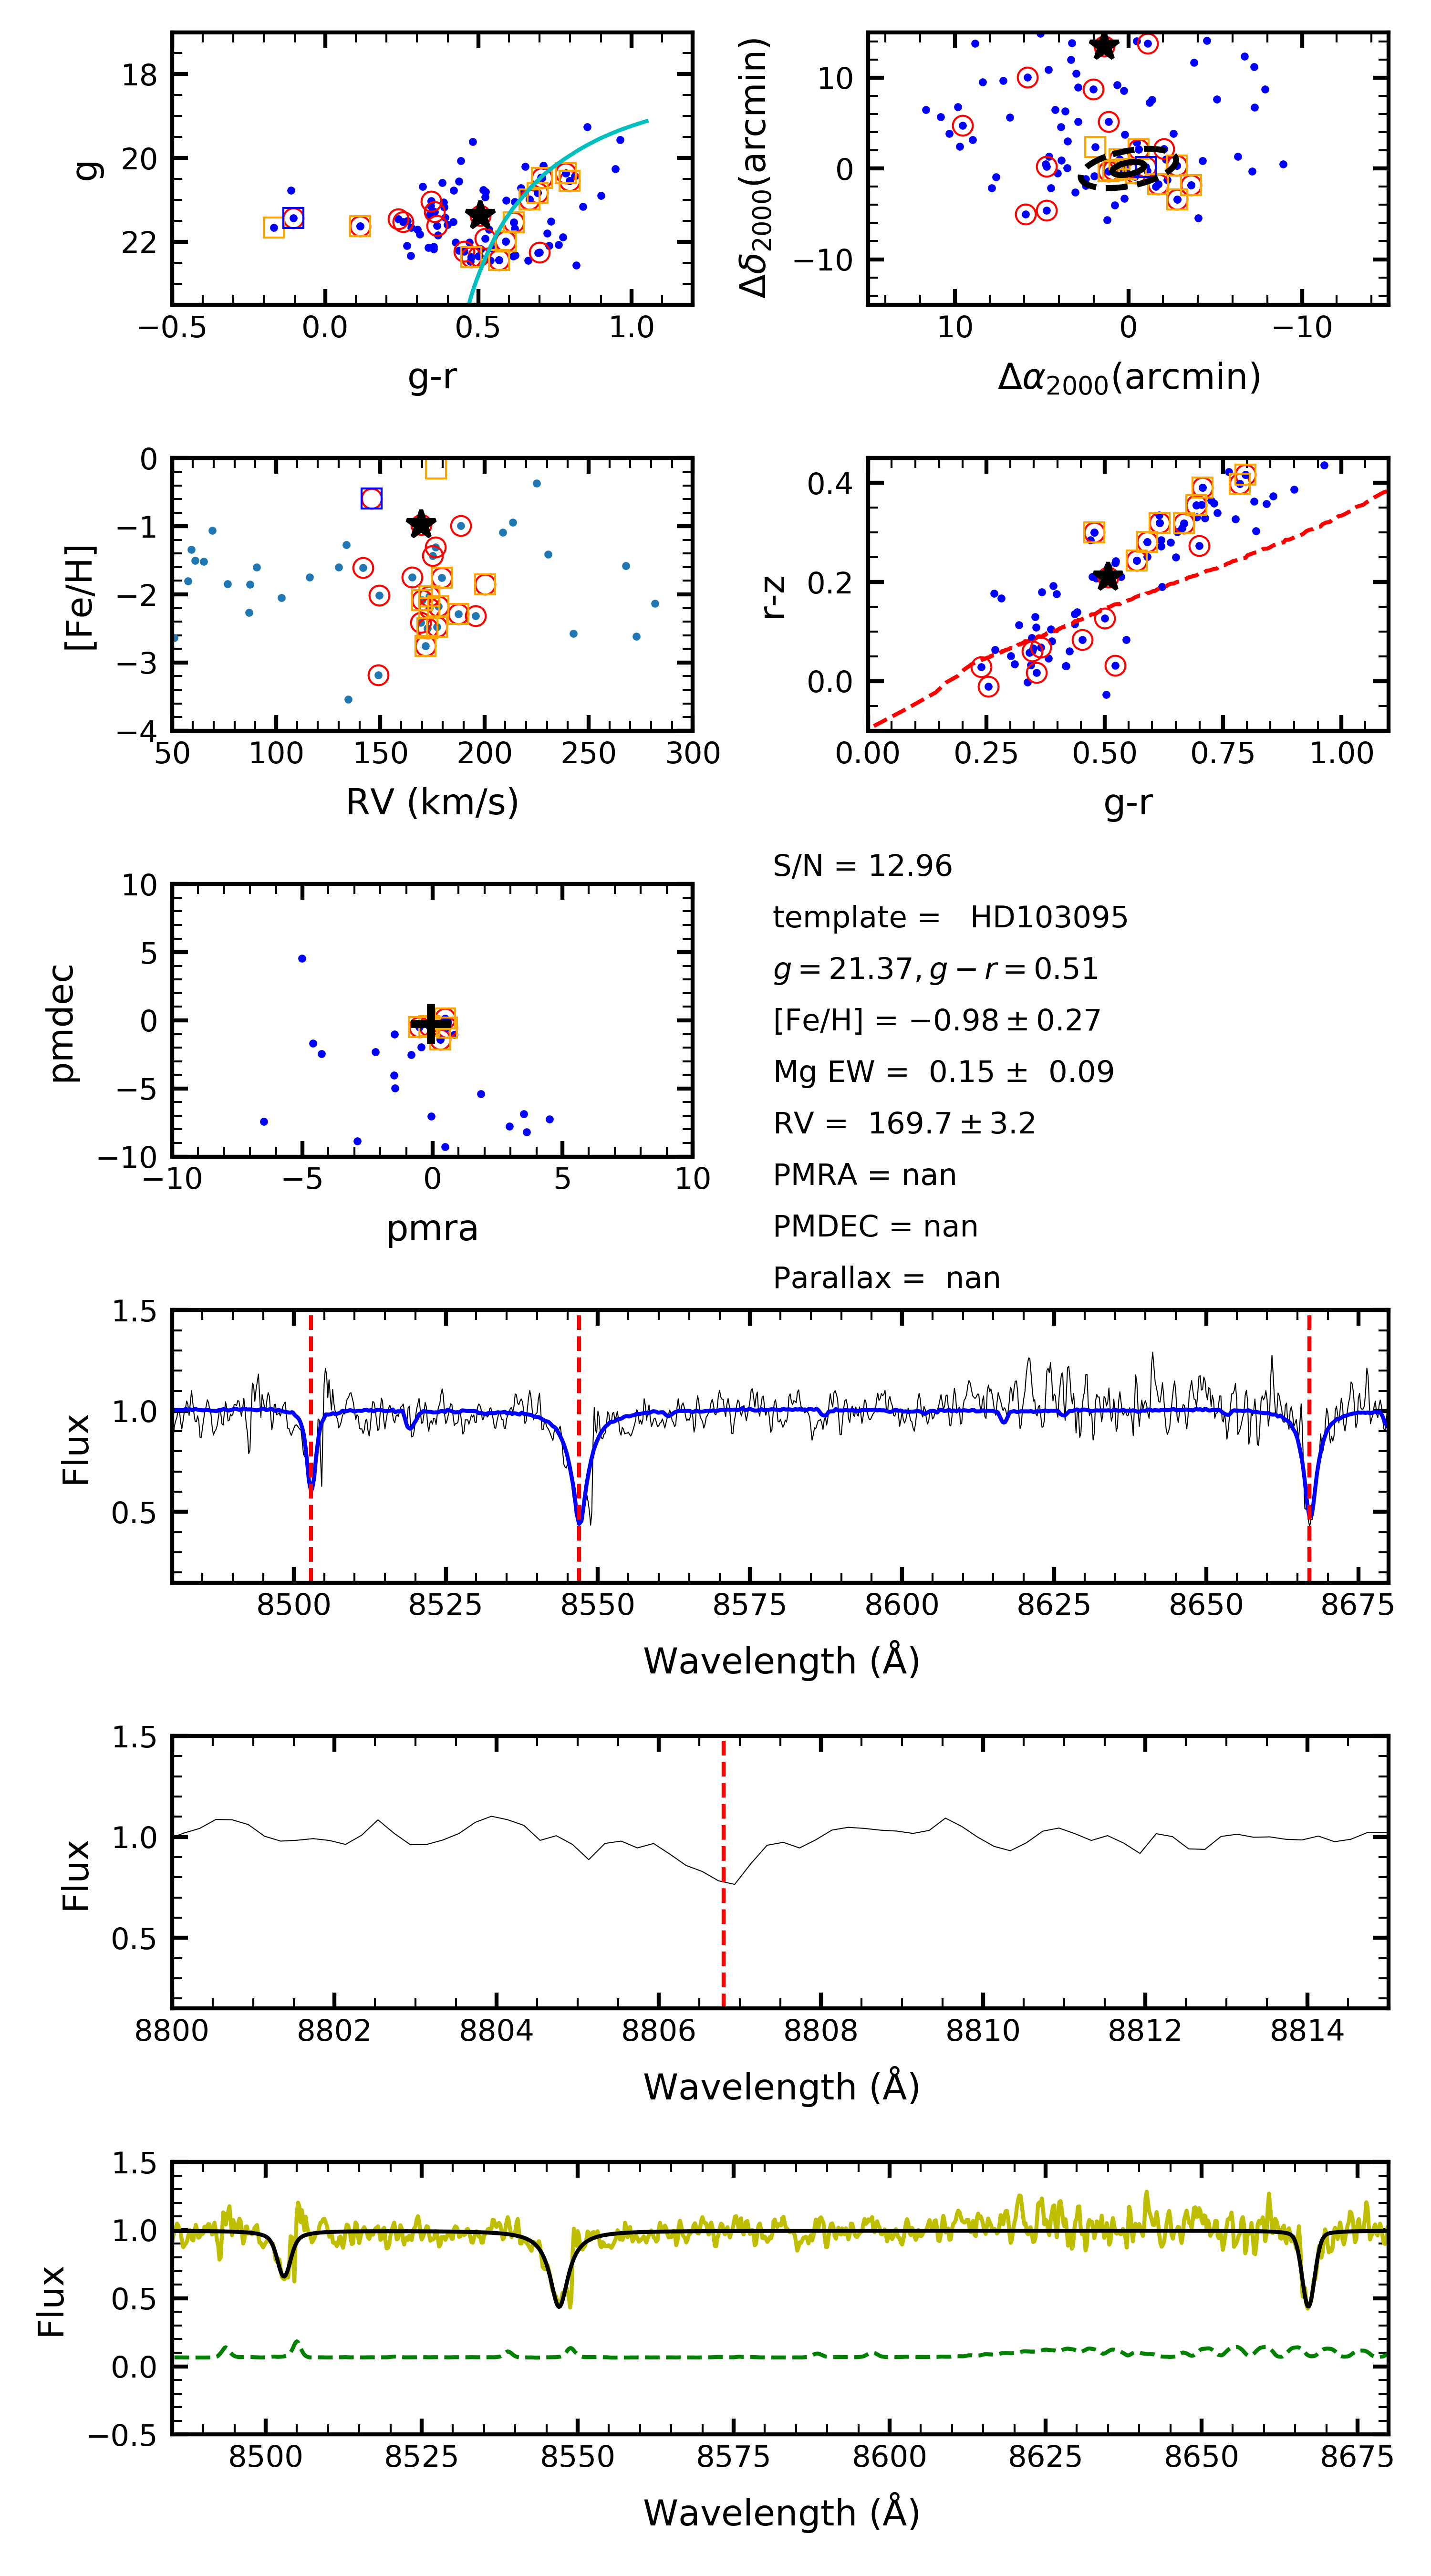 18
20
22
g
−0.5 0.0 0.5 1.0
g-r
10
0
−10
Δδ2000(arcmin)
10 0 −10
Δα2000(arcmin)
0
−1
−2
−3
−4
[Fe/H]
50 100 150 200 250 300
RV (km/s)
0.4
0.2
0.0
r-z
0.00 0.25 0.50 0.75 1.00
g-r
10
5
0
−5
−10
pmdec
−10 −5 0 5 10
pmra
S/N = 12.96
template = HD103095
g = 21.37, g − r = 0.51
[Fe/H] = −0.98 ± 0.27
Mg EW = 0.15 ± 0.09
RV = 169.7 ± 3.2
PMRA = nan
PMDEC = nan
Parallax = nan
1.5
1.0
0.5
Flux
8500 8525 8550 8575 8600 8625 8650 8675
Wavelength (Å)
1.5
1.0
0.5
Flux
8800 8802 8804 8806 8808 8810 8812 8814
Wavelength (Å)
1.5
1.0
0.5
0.0
−0.5
Flux
8500 8525 8550 8575 8600 8625 8650 8675
Wavelength (Å)